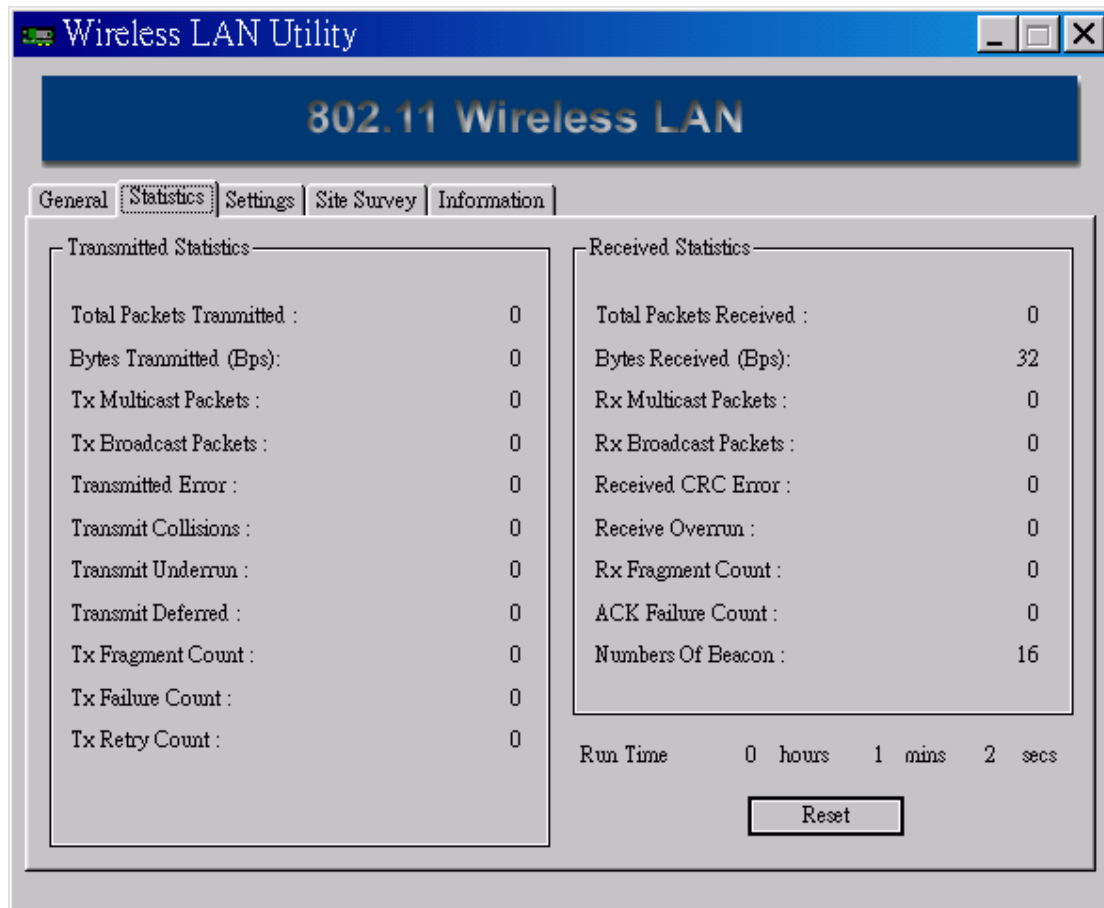 Wireless LAN Utility
802.11 Wireless LAN
General Statistics Settings Site Survey Information
Transmitted Statistics
Total Packets Tranmitted : 0
Bytes Tranmitted (Bps): 0
Tx Multicast Packets : 0
Tx Broadcast Packets : 0
Transmitted Error : 0
Transmit Collisions : 0
Transmit Underrun : 0
Transmit Deferred : 0
Tx Fragment Count : 0
Tx Failure Count : 0
Tx Retry Count : 0
Received Statistics
Total Packets Received : 0
Bytes Received (Bps): 32
Rx Multicast Packets : 0
Rx Broadcast Packets : 0
Received CRC Error : 0
Receive Overrun : 0
Rx Fragment Count : 0
ACK Failure Count : 0
Numbers Of Beacon : 16
Run Time 0 hours 1 mins 2 secs
Reset